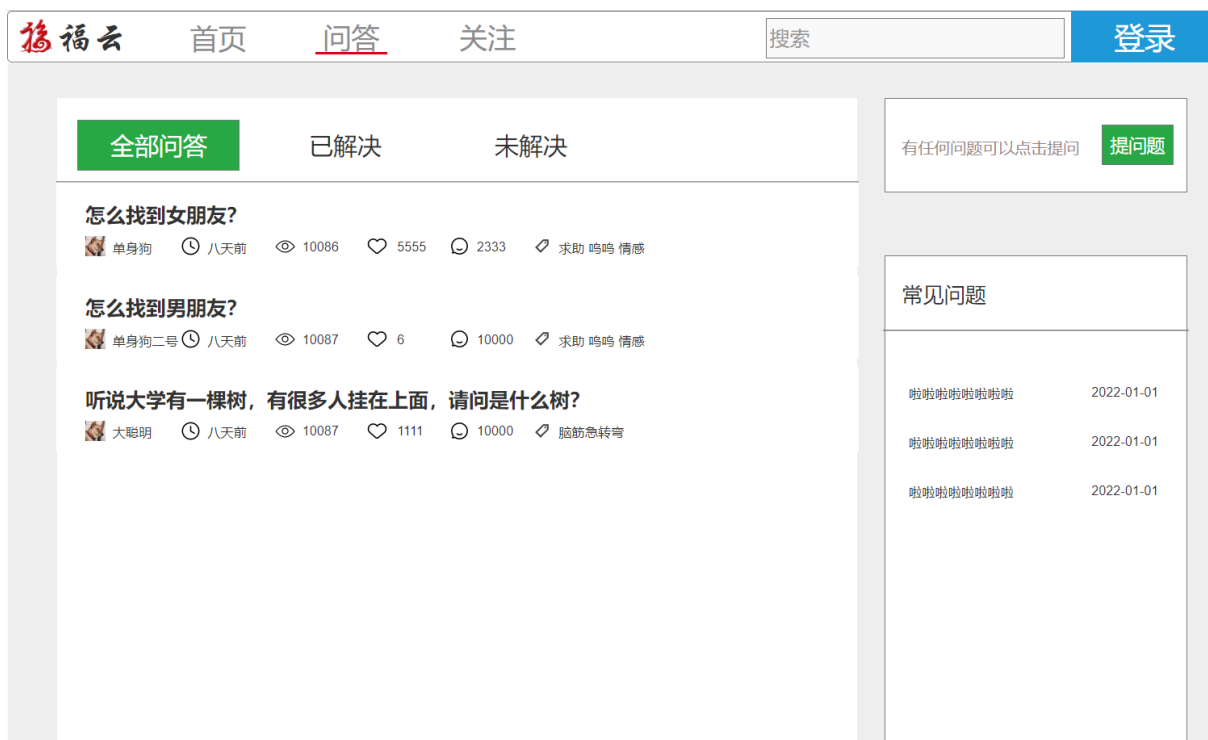 福 福云 首页 问答 关注 搜索 登录
全部问答 已解决 未解决
怎么找到女朋友?
单身狗 八天前 10086 5555 2333 求助 呜呜 情感
怎么找到男朋友?
单身狗二号 八天前 10087 6 10000 求助 呜呜 情感
听说大学有一棵树，有很多人挂在上面，请问是什么树?
大聪明 八天前 10087 1111 10000 脑筋急转弯
有任何问题可以点击提问 提问题
常见问题
啦啦啦啦啦啦啦啦 2022-01-01
啦啦啦啦啦啦啦啦 2022-01-01
啦啦啦啦啦啦啦啦 2022-01-01